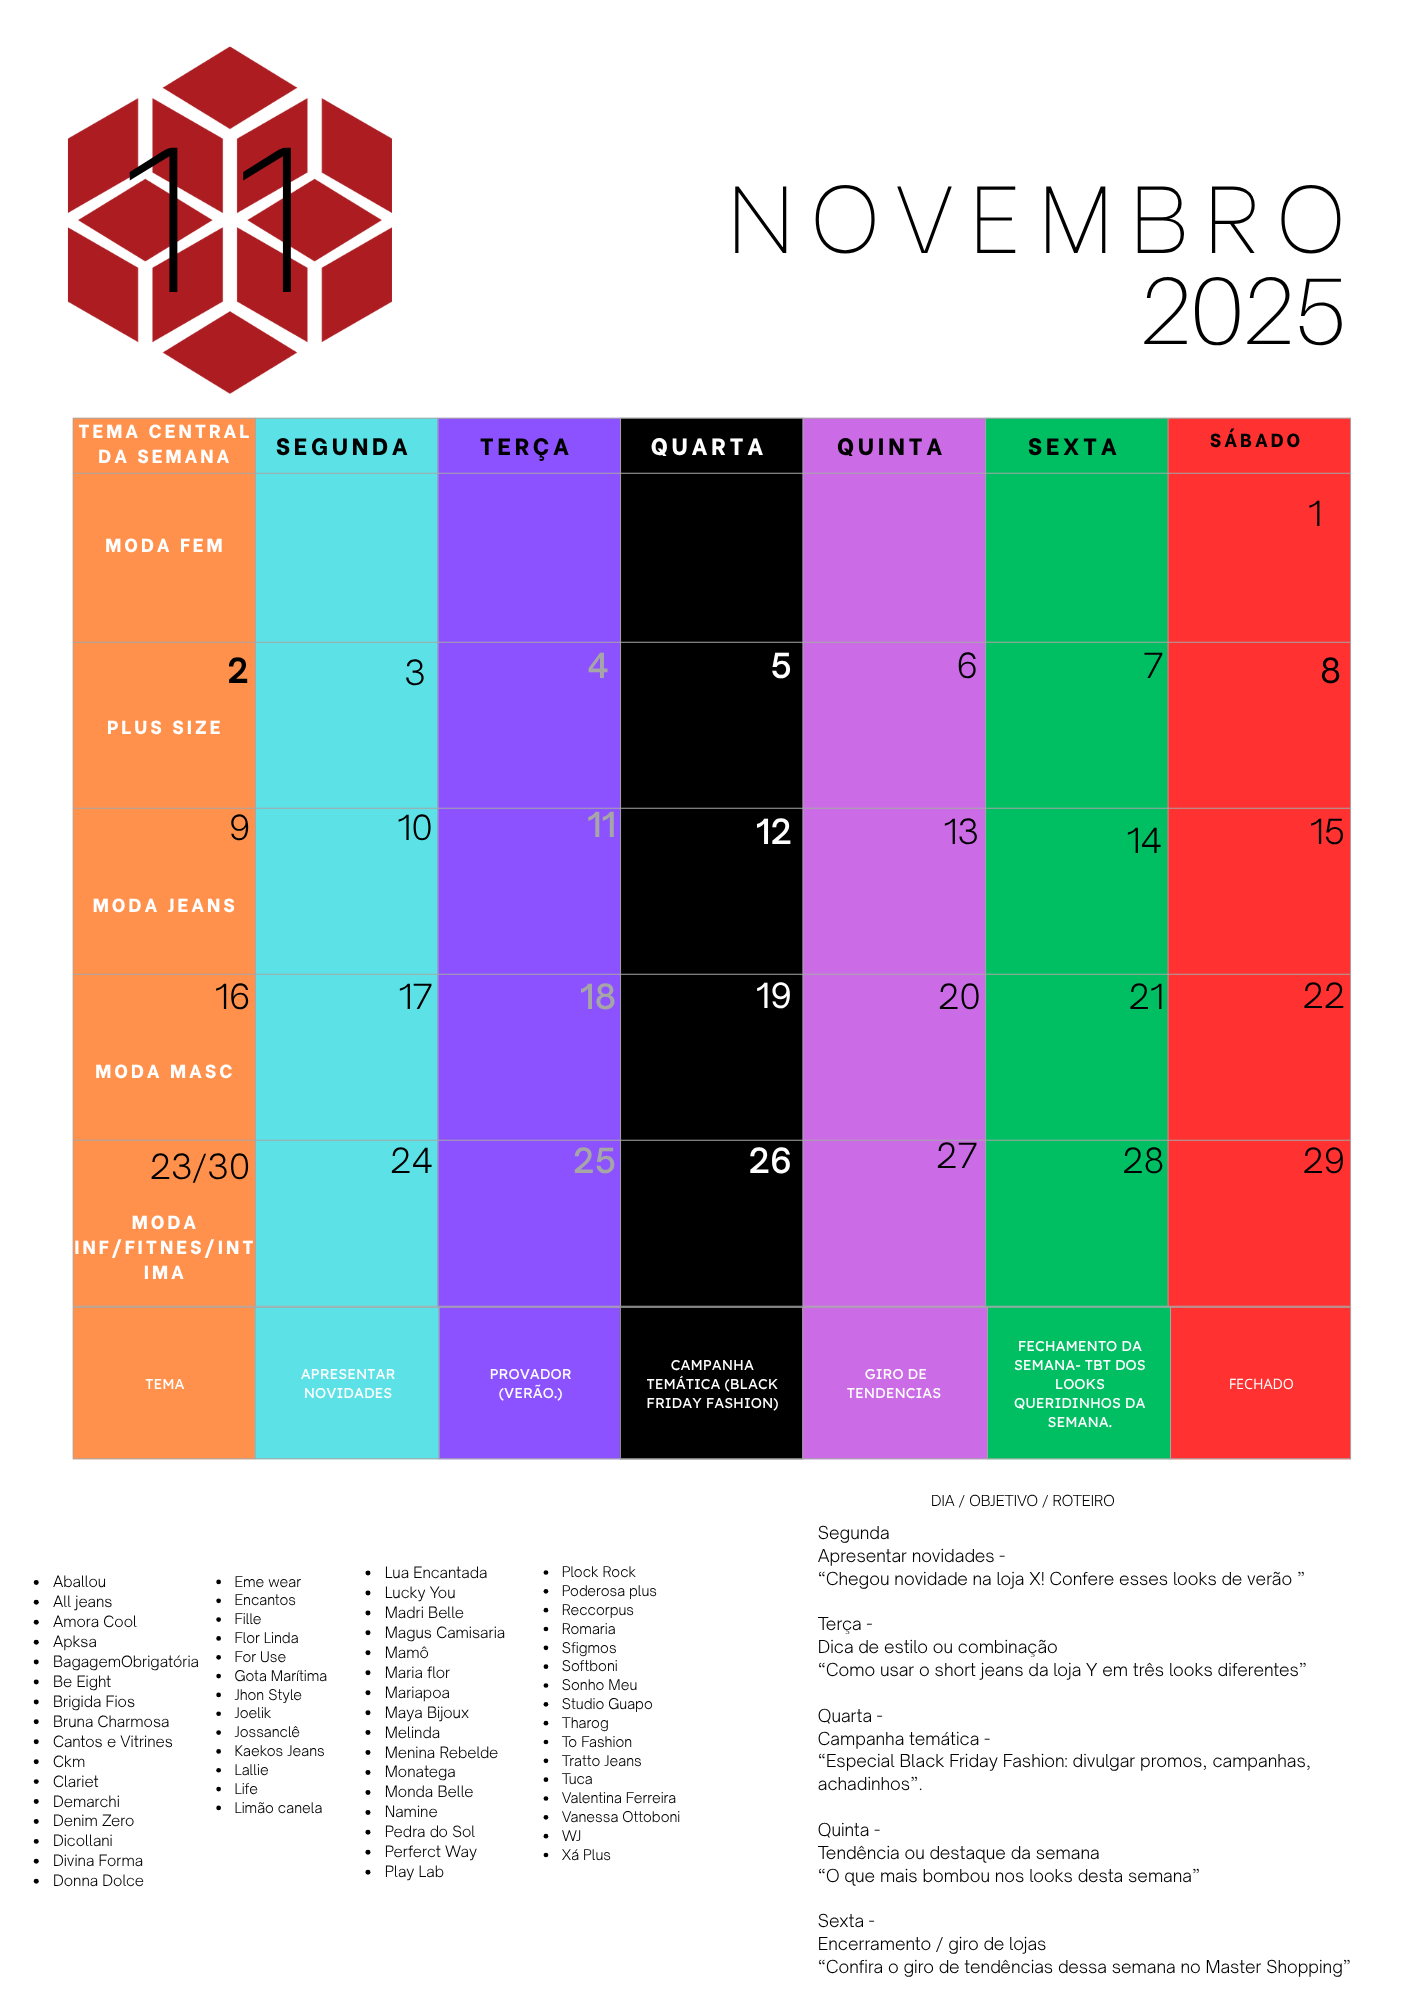 11
NOVEMBRO
2025
TEMA CENTRAL
DA SEMANA
SEGUNDA
TERÇA
QUARTA
QUINTA
SEXTA
SÁBADO
MODA FEM
1
2
PLUS SIZE
3
4
5
6
7
8
9
MODA JEANS
10
11
12
13
14
15
16
MODA MASC
17
18
19
20
21
22
23/30
MODA
INF/FITNES/INT
IMA
24
25
26
27
28
29
TEMA
APRESENTAR
NOVIDADES
PROVADOR
(VERÃO.)
CAMPANHA
TEMÁTICA (BLACK
FRIDAY FASHION)
GIRO DE
TENDENCIAS
FECHAMENTO DA
SEMANA- TBT DOS
LOOKS
QUERIDINHOS DA
SEMANA.
FECHADO
Aballou
All jeans
Amora Cool
Apksa
BagagemObrigatória
Be Eight
Brigida Fios
Bruna Charmosa
Cantos e Vitrines
Ckm
Clariet
Demarchi
Denim Zero
Dicollani
Divina Forma
Donna Dolce
Eme wear
Encantos
Fille
Flor Linda
For Use
Gota Marítima
Jhon Style
Joelik
Jossanclê
Kaekos Jeans
Lallie
Life
Limão canela
Lua Encantada
Lucky You
Madri Belle
Magus Camisaria
Mamô
Maria flor
Mariapoa
Maya Bijoux
Melinda
Menina Rebelde
Monatega
Monda Belle
Namine
Pedra do Sol
Perferct Way
Play Lab
Plock Rock
Poderosa plus
Reccorpus
Romaria
Sfigmos
Softboni
Sonho Meu
Studio Guapo
Tharog
To Fashion
Tratto Jeans
Tuca
Valentina Ferreira
Vanessa Ottoboni
WJ
Xá Plus
DIA / OBJETIVO / ROTEIRO
Segunda
Apresentar novidades -
“Chegou novidade na loja X! Confere esses looks de verão ”
Terça -
Dica de estilo ou combinação
“Como usar o short jeans da loja Y em três looks diferentes”
Quarta -
Campanha temática -
“Especial Black Friday Fashion: divulgar promos, campanhas,
achadinhos”.
Quinta -
Tendência ou destaque da semana
“O que mais bombou nos looks desta semana”
Sexta -
Encerramento / giro de lojas
“Confira o giro de tendências dessa semana no Master Shopping”